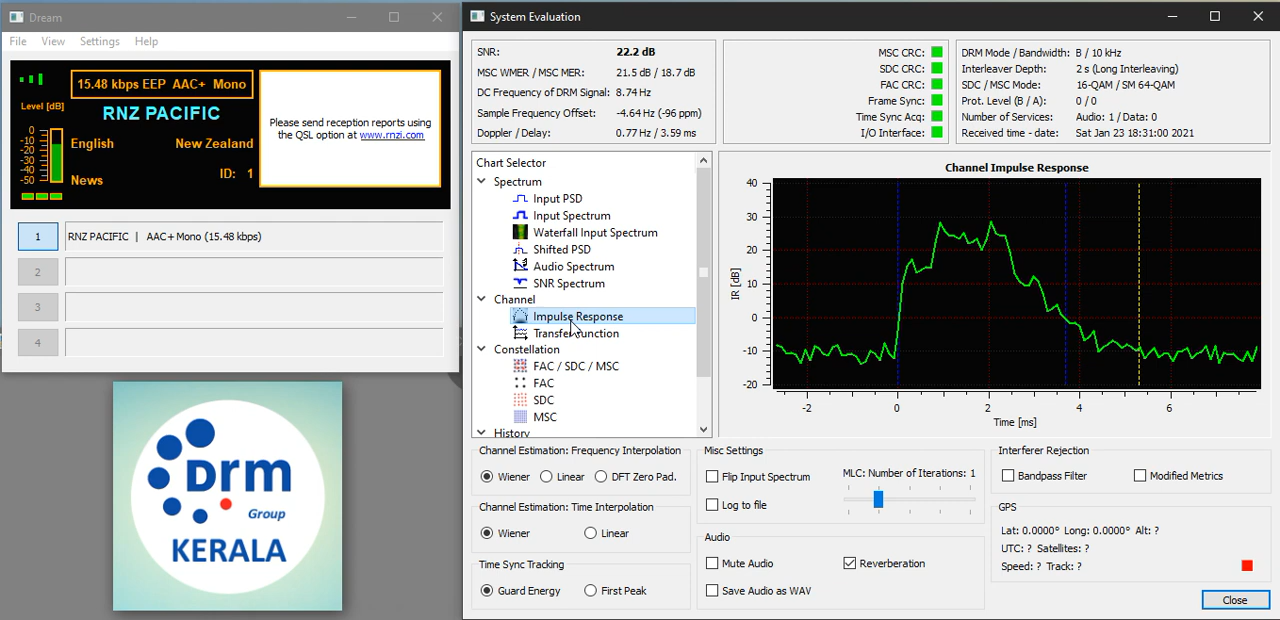 Dream
File View Settings Help
15.48 kbps EEP AAC+ Mono
Level [dB]
RNZ PACIFIC
0
-10
-20
-30
-40
-50
English New Zealand
News ID: 1
Please send reception reports using
the QSL option at www.rnzi.com
1 RNZ PACIFIC | AAC+ Mono (15.48 kbps)
2
3
4
Drm
Group
KERALA
System Evaluation
SNR: 22.2 dB
MSC WMER / MSC MER: 21.5 dB / 18.7 dB
DC Frequency of DRM Signal: 8.74 Hz
Sample Frequency Offset: -4.64 Hz (-96 ppm)
Doppler / Delay: 0.77 Hz / 3.59 ms
MSC CRC:
SDC CRC:
FAC CRC:
Frame Sync:
Time Sync Acq:
I/O Interface:
DRM Mode / Bandwidth: B / 10 kHz
Interleaver Depth: 2 s (Long Interleaving)
SDC / MSC Mode: 16-QAM / SM 64-QAM
Prot. Level (B / A): 0 / 0
Number of Services: Audio: 1 / Data: 0
Received time - date: Sat Jan 23 18:31:00 2021
Chart Selector
Spectrum
Input PSD
Input Spectrum
Waterfall Input Spectrum
Shifted PSD
Audio Spectrum
SNR Spectrum
Channel
Impulse Response
Transfer Function
Constellation
FAC / SDC / MSC
FAC
SDC
MSC
History
Channel Impulse Response
40
30
20
10
0
-10
-20
IR [dB]
-2 0 2 4 6
Time [ms]
Channel Estimation: Frequency Interpolation
Wiener Linear DFT Zero Pad.
Channel Estimation: Time Interpolation
Wiener Linear
Time Sync Tracking
Guard Energy First Peak
Misc Settings
Flip Input Spectrum
Log to file
MLC: Number of Iterations: 1
Audio
Mute Audio Reverberation
Save Audio as WAV
Interferer Rejection
Bandpass Filter Modified Metrics
GPS
Lat: 0.0000° Long: 0.0000° Alt: ?
UTC: ? Satellites: ?
Speed: ? Track: ?
Close